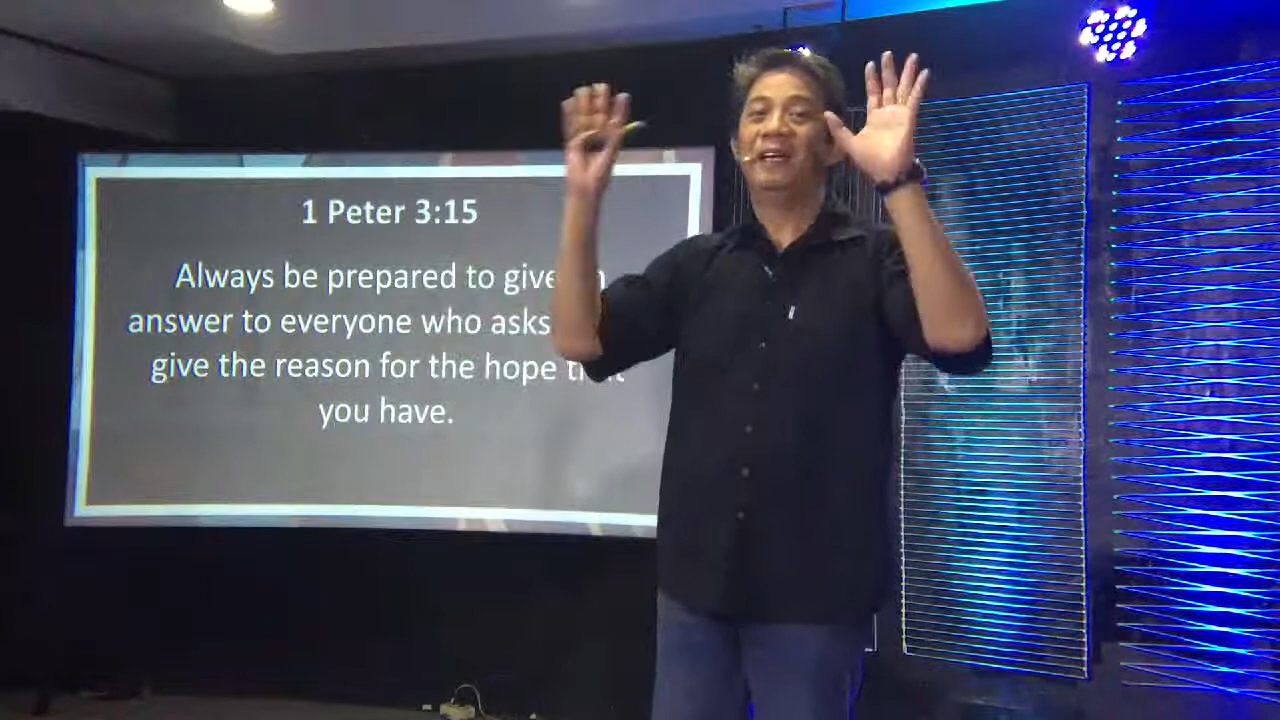 1 Peter 3:15
Always be prepared to give
answer to everyone who asks
give the reason for the hope
you have.